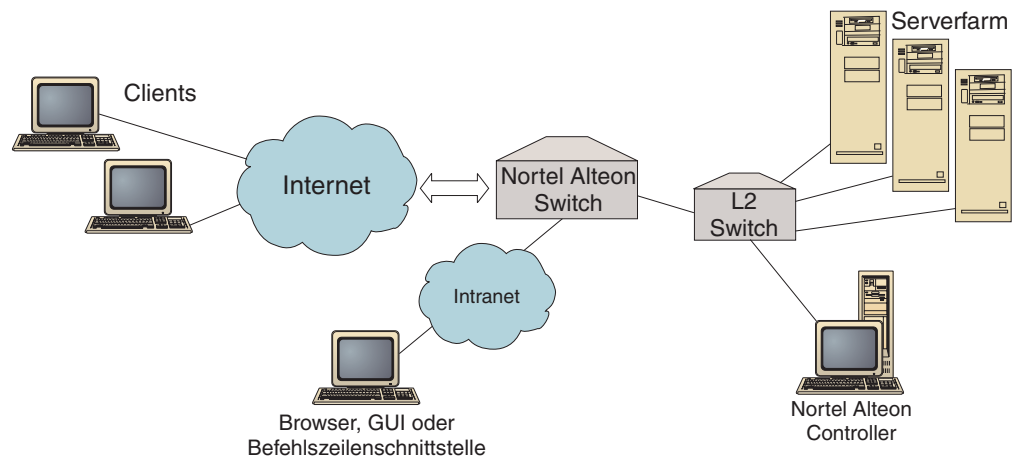 Serverfarm
Clients
Internet
Nortel Alteon
Switch
L2
Switch
Intranet
Browser, GUI oder
Befehlszeilenschnittstelle
Nortel Alteon
Controller